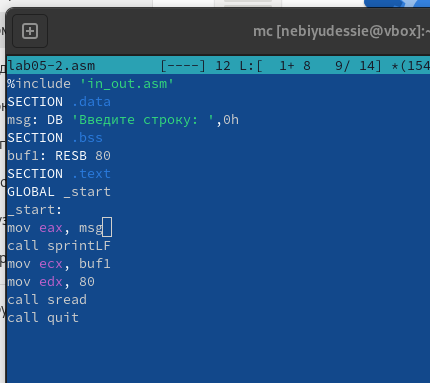 mc [nebiyudessie@vbox]:~
lab05-2.asm [----] 12 L:[ 1+ 8 9/ 14] *(154
%include 'in_out.asm'
SECTION .data
msg: DB 'Введите строку: ',0h
SECTION .bss
buf1: RESB 80
SECTION .text
GLOBAL _start
_start:
mov eax, msg
call sprintLF
mov ecx, buf1
mov edx, 80
call sread
call quit